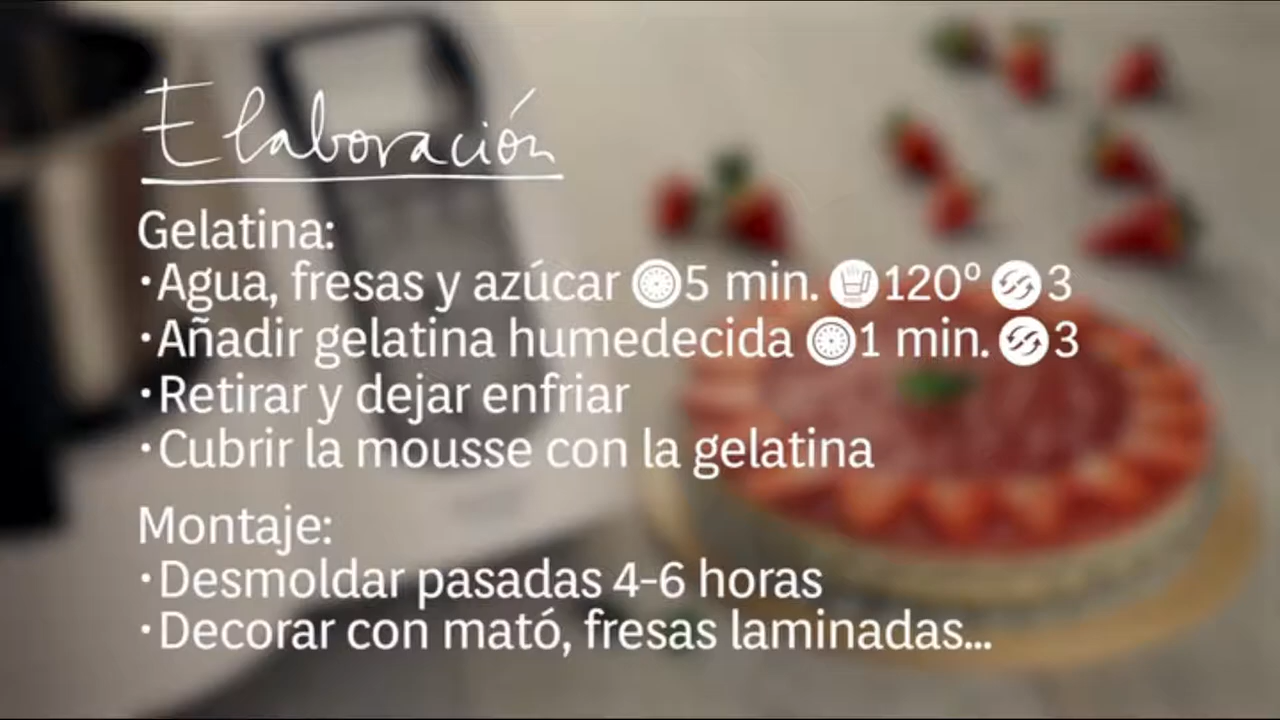 Elaboración
Gelatina:
·Agua, fresas y azúcar 5 min. 120º 3
·Añadir gelatina humedecida 1 min. 3
·Retirar y dejar enfriar
·Cubrir la mousse con la gelatina
Montaje:
·Desmoldar pasadas 4-6 horas
·Decorar con mató, fresas laminadas...